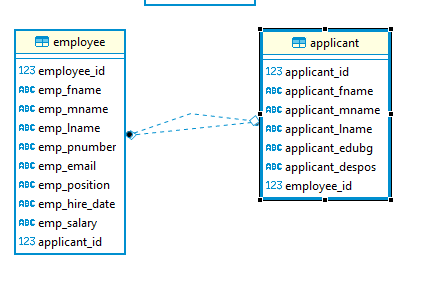 employee
123 employee_id
ABC emp_fname
ABC emp_mname
ABC emp_lname
ABC emp_pnumber
ABC emp_email
ABC emp_position
ABC emp_hire_date
ABC emp_salary
123 applicant_id
applicant
123 applicant_id
ABC applicant_fname
ABC applicant_mname
ABC applicant_lname
ABC applicant_edubg
ABC applicant_despos
123 employee_id